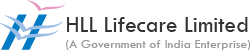 HLL Lifecare Limited
(A Government of India Enterprise)